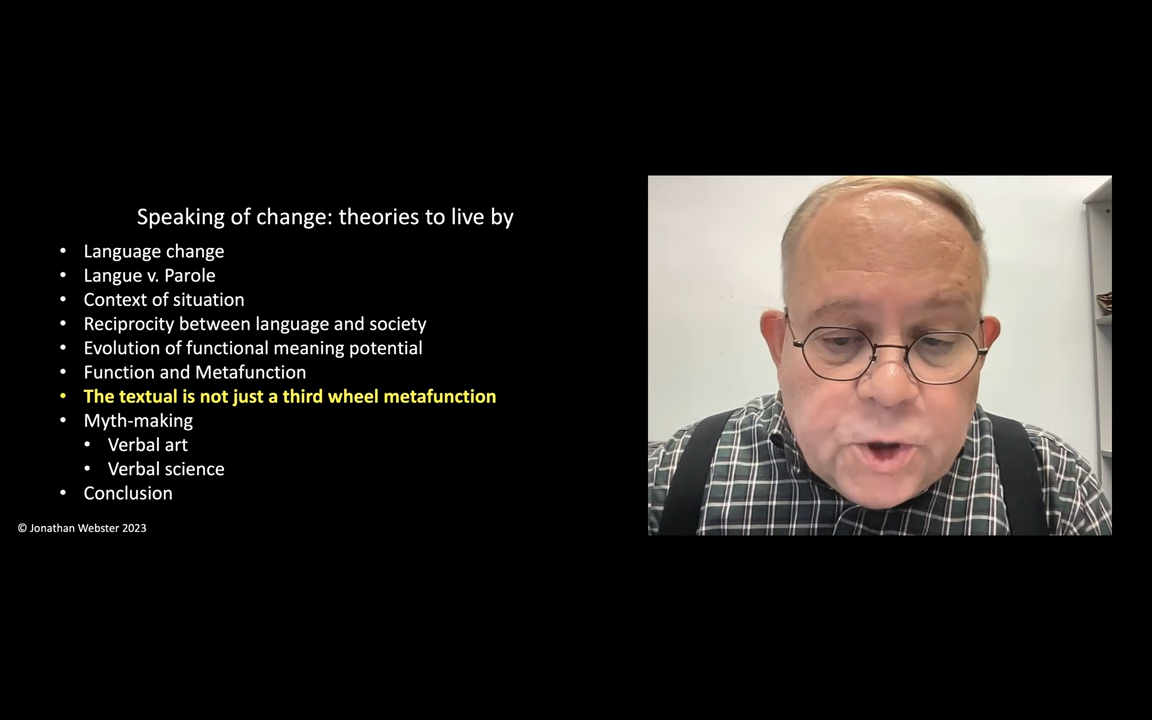 Speaking of change: theories to live by
• Language change
• Langue v. Parole
• Context of situation
• Reciprocity between language and society
• Evolution of functional meaning potential
• Function and Metafunction
• The textual is not just a third wheel metafunction
• Myth-making
• Verbal art
• Verbal science
• Conclusion
© Jonathan Webster 2023